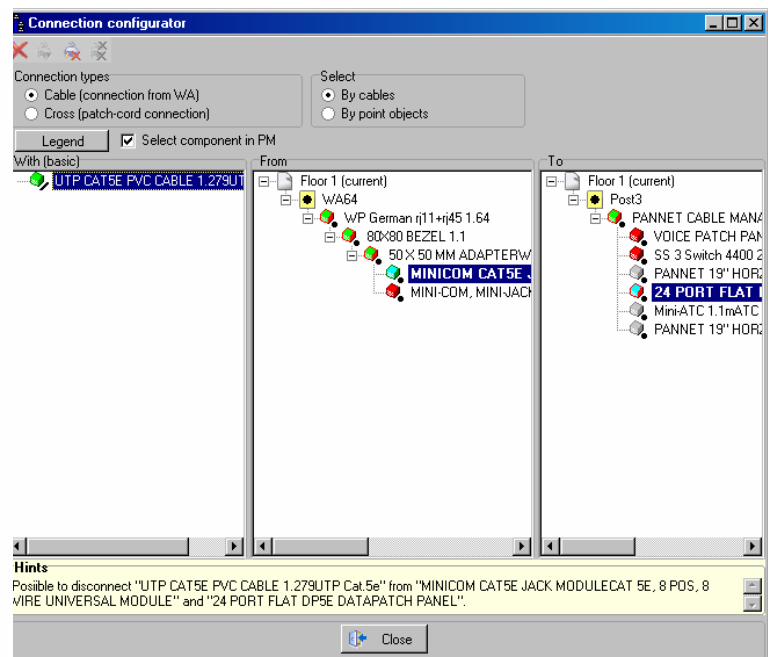 Connection configurator
Connection types
Cable (connection from WA)
Cross (patch-cord connection)
Select
By cables
By point objects
Legend
Select component in PM
With (basic)
UTP CAT5E PVC CABLE 1.279UT
From
Floor 1 (current)
WA64
WP German rj11+rj45 1.64
80X80 BEZEL 1.1
50 X 50 MM ADAPTERW
MINICOM CAT5E J
MINI-COM, MINI-JACK
To
Floor 1 (current)
Post3
PANNET CABLE MANA
VOICE PATCH PAN
SS 3 Switch 4400 2
PANNET 19" HORZ
24 PORT FLAT
Mini-ATC 1.1mATC
PANNET 19" HORZ
Hints
Posiible to disconnect "UTP CAT5E PVC CABLE 1.279UTP Cat.5e" from "MINICOM CAT5E JACK MODULECAT 5E, 8 POS, 8
WIRE UNIVERSAL MODULE" and "24 PORT FLAT DP5E DATAPATCH PANEL".
Close